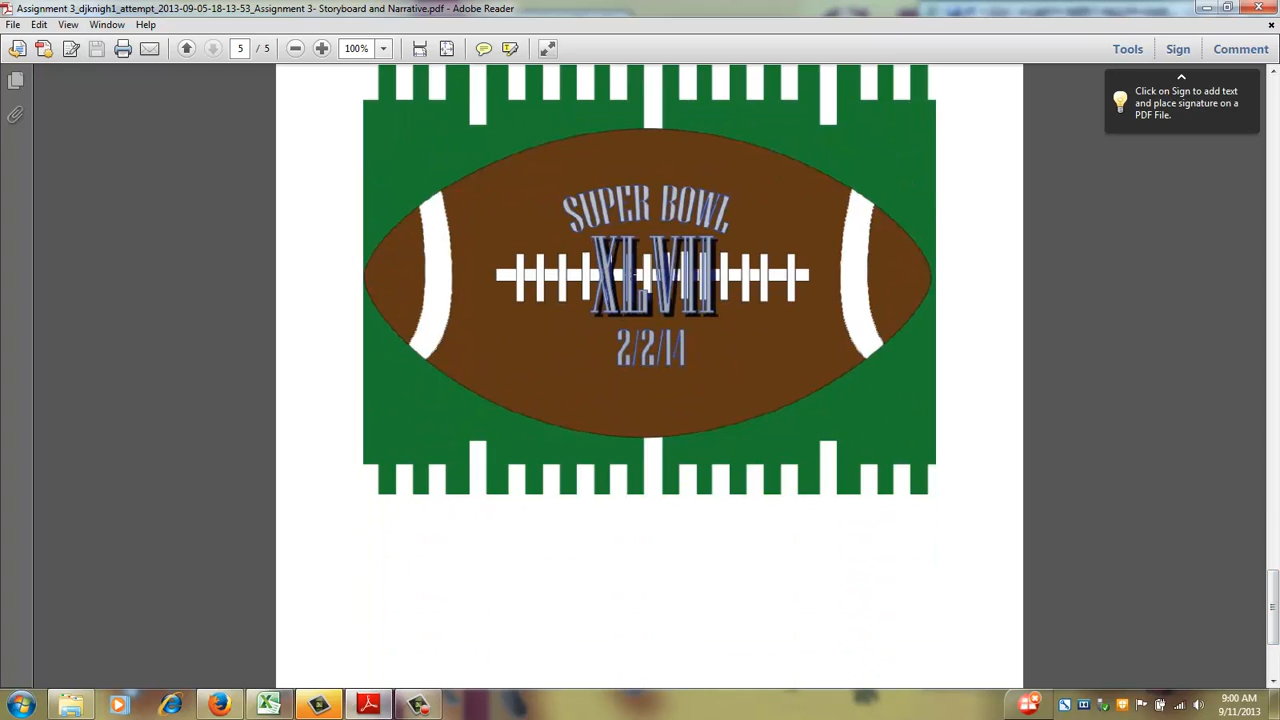 Assignment 3_djknigh1_attempt_2013-09-05-18-13-53_Assignment 3- Storyboard and Narrative.pdf - Adobe Reader
File Edit View Window Help
5 / 5 100% Tools Sign Comment
Click on Sign to add text
and place signature on a
PDF File.
SUPER BOWL
XLVII
2/2/14
9:00 AM
9/11/2013